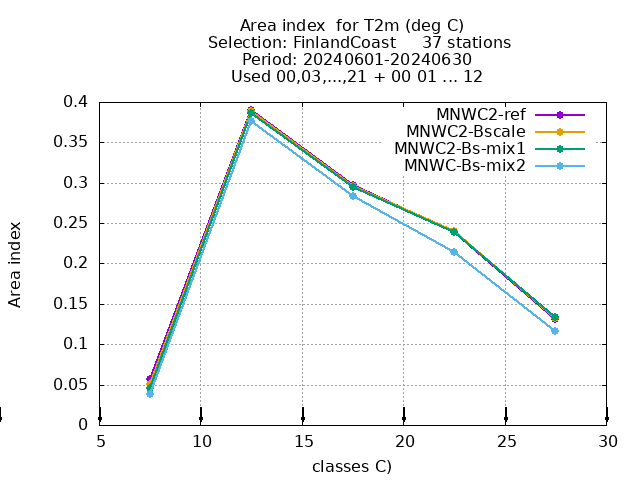 Area index  for T2m (deg C)
Selection: FinlandCoast     37 stations
Period: 20240601-20240630
Used 00,03,...,21 + 00 01 ... 12
MNWC2-ref
MNWC2-Bscale
MNWC2-Bs-mix1
MNWC-Bs-mix2
Area index
0.4
0.35
0.3
0.25
0.2
0.15
0.1
0.05
0
5 10 15 20 25 30
classes C)